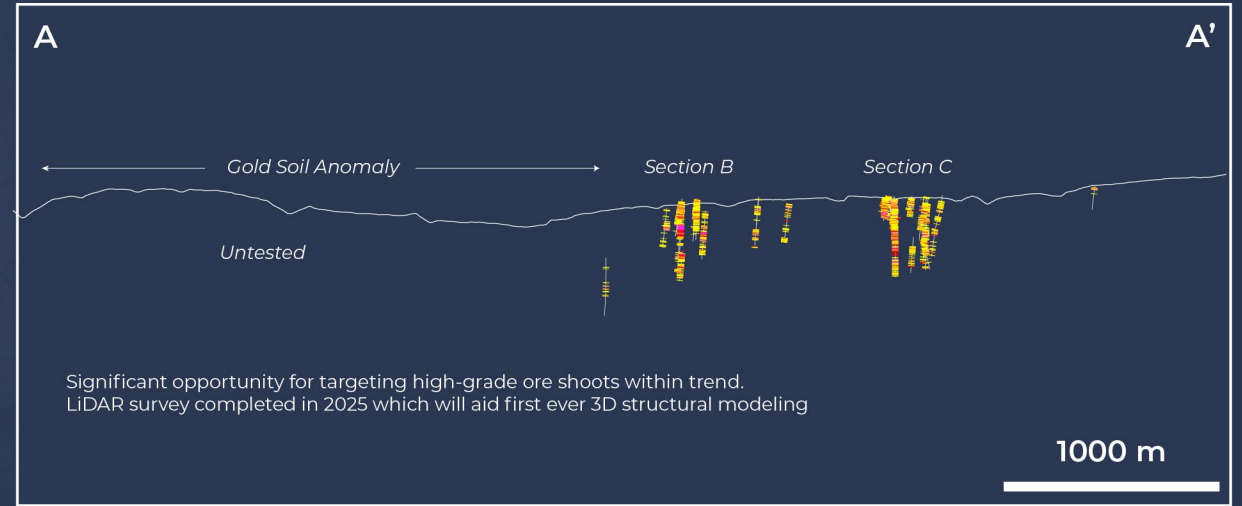 A
A'
Gold Soil Anomaly
Section B
Section C
Untested
Significant opportunity for targeting high-grade ore shoots within trend.
LiDAR survey completed in 2025 which will aid first ever 3D structural modeling
1000 m